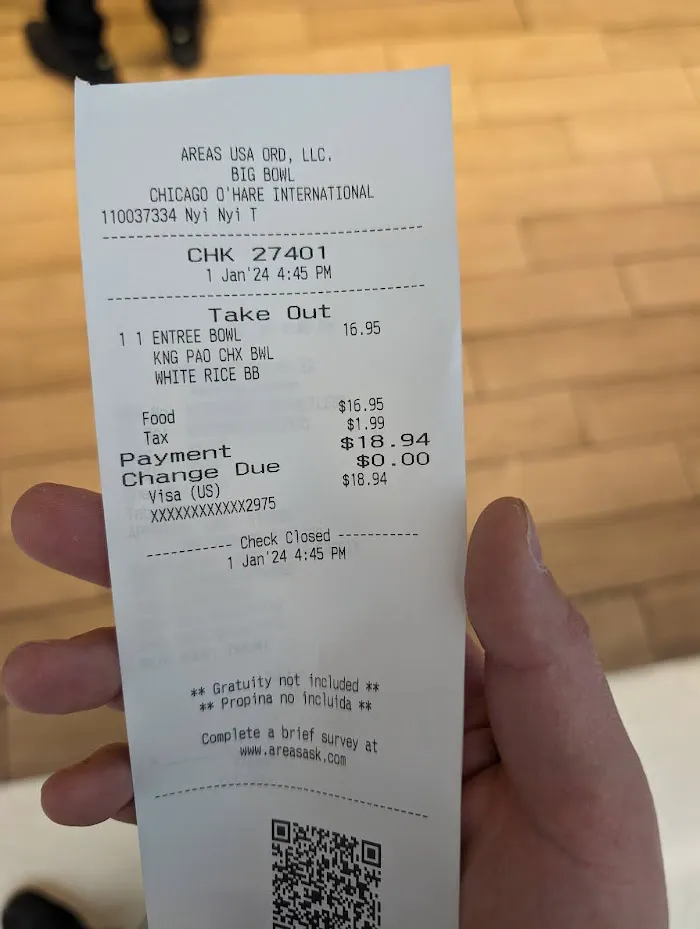 AREAS USA ORD, LLC.
BIG BOWL
CHICAGO O'HARE INTERNATIONAL
110037334 Nyi Nyi T
CHK 27401
1 Jan'24 4:45 PM
Take Out
1 1 ENTREE BOWL 16.95
KNG PAO CHX BWL
WHITE RICE BB
Food $16.95
Tax $1.99
Payment $18.94
Change Due $0.00
Visa (US) $18.94
XXXXXXXXXXXX2975
---------- Check Closed ----------
1 Jan'24 4:45 PM
** Gratuity not included **
** Propina no incluida **
Complete a brief survey at
www.areasask.com